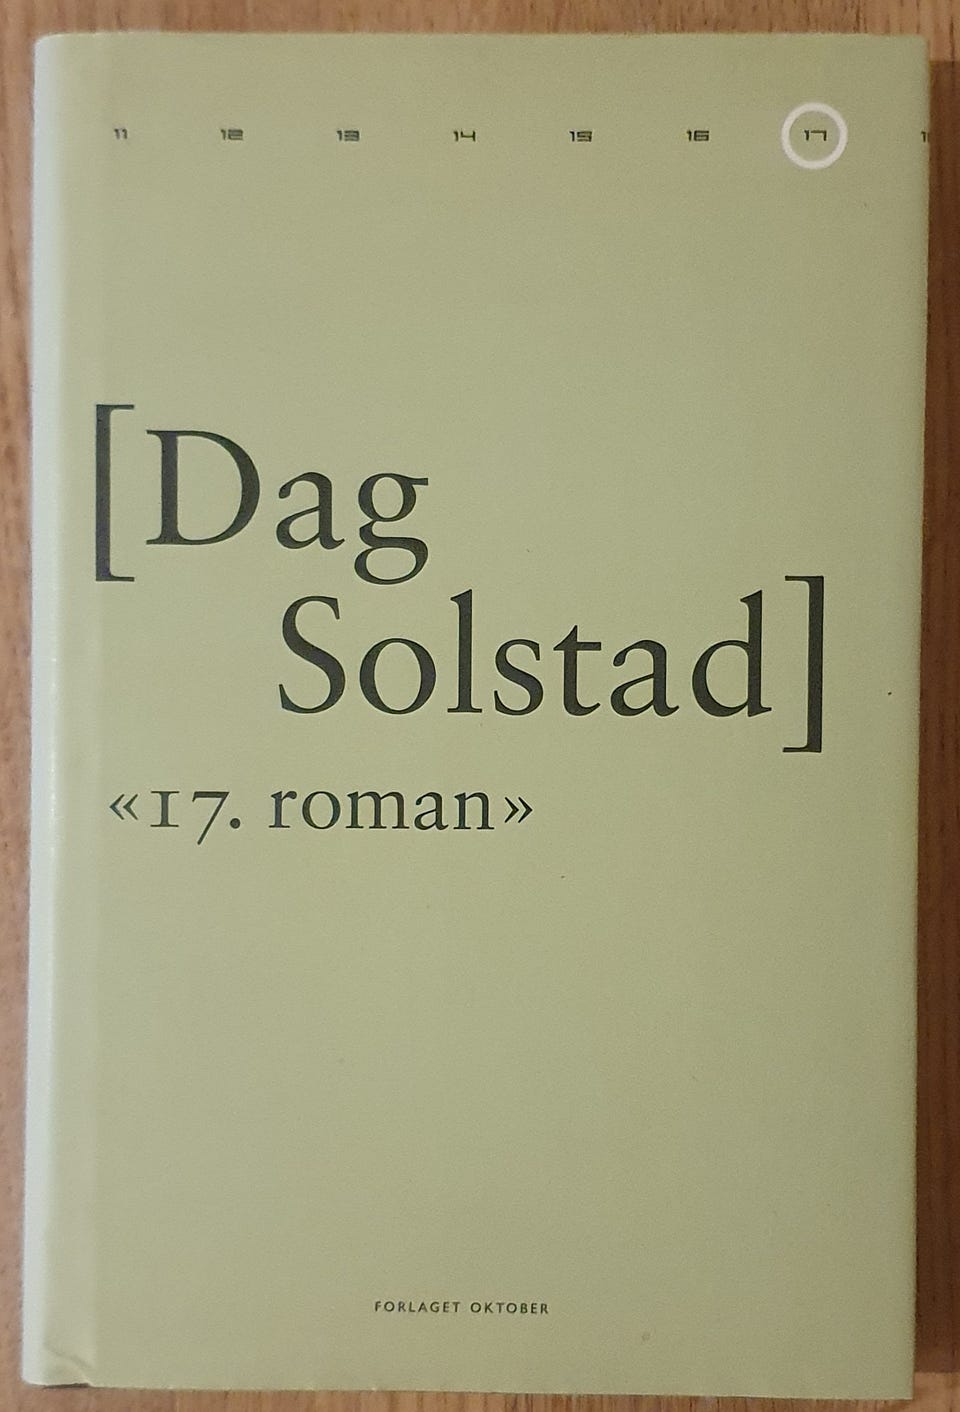 11 12 13 14 15 16 17
[Dag
Solstad]
«17. roman»
FORLAGET OKTOBER